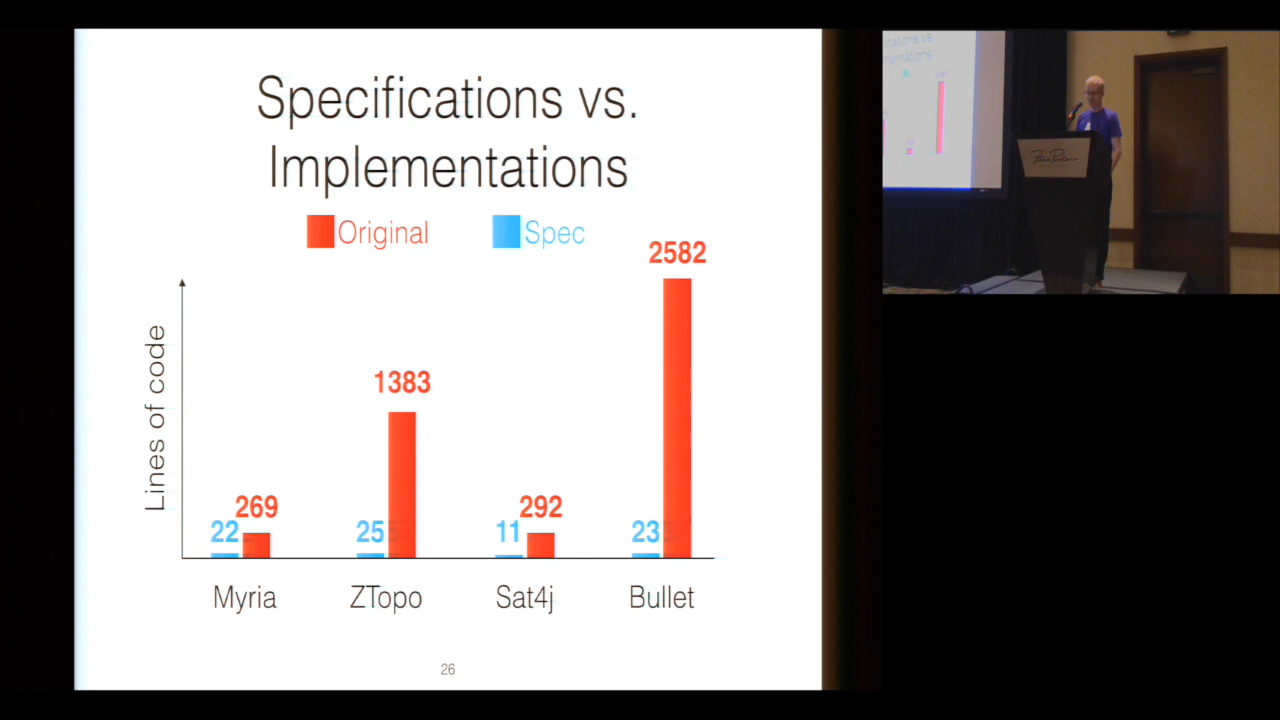 Specifications vs.
Implementations
Original Spec
2582
1383
269
292
22
25
11
23
Lines of code
Myria ZTopo Sat4j Bullet
26